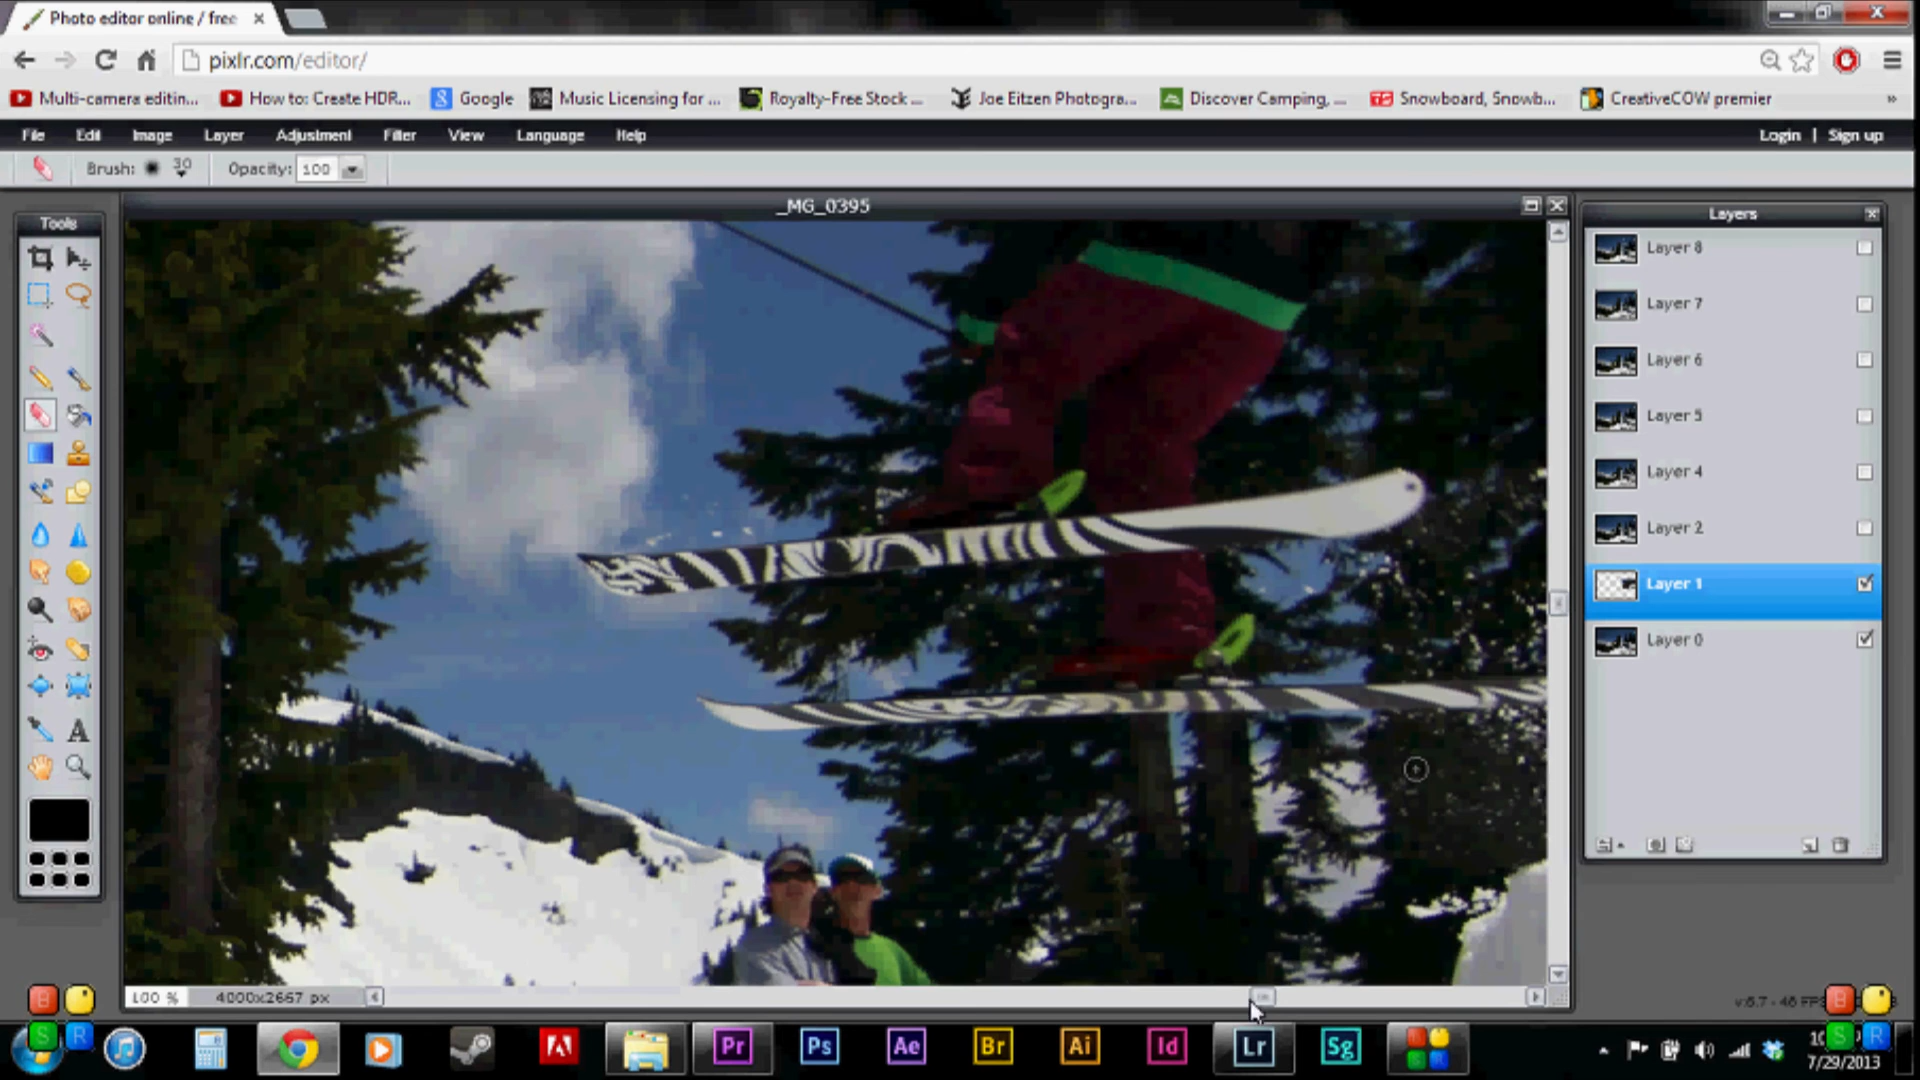 Photo editor online / free
pixlr.com/editor/
Multi-camera editin...
How to: Create HDR...
Google
Music Licensing for ...
Royalty-Free Stock ...
Joe Eitzen Photogra...
Discover Camping, ...
Snowboard, Snowb...
CreativeCOW premier
»
File Edit Image Layer Adjustment Filter View Language Help
Login | Sign up
Brush: 30 Opacity: 100
Tools
_MG_0395
Layers
Layer 8
Layer 7
Layer 6
Layer 5
Layer 4
Layer 2
Layer 1
Layer 0
100 % 4000x2667 px
B
S R
B
S R
Pr Ps Ae Br Ai Id Lr Sg
7/29/2013